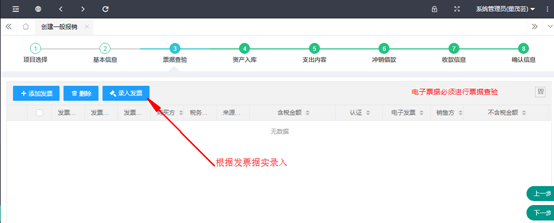 系统管理员(曾茂芸)
创建一般报销 ×
1 2 3 4 5 6 7 8
项目选择 基本信息 票据查验 资产入库 支出内容 冲销借款 收款信息 确认信息
+ 添加发票 删除 录入发票 电子票据必须进行票据查验
发票... 发票... 发票... 购买方 税务... 来源... 含税金额 认证 电子发票 销售方 不含税金额
无数据
根据发票据实录入
上一步
下一步